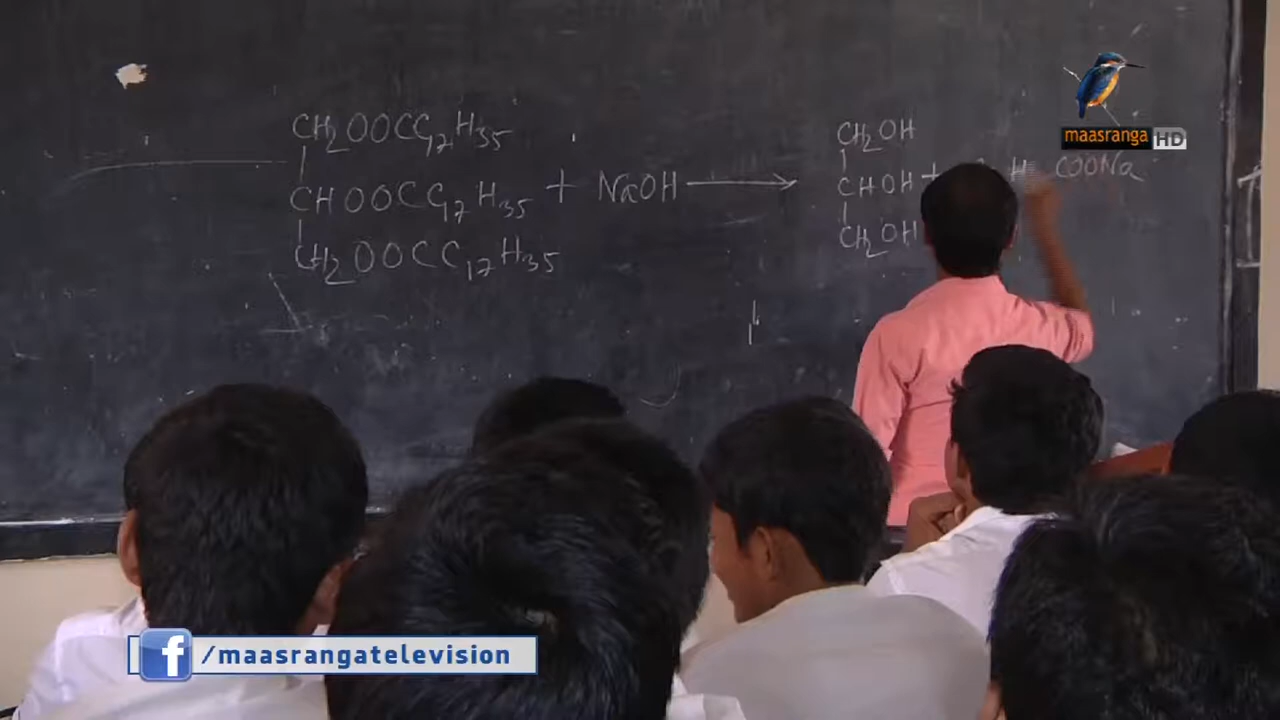 CH₂OOCC₁₇H₃₅
CHOOCC₁₇H₃₅ + NaOH ⟶
CH₂OOCC₁₇H₃₅
CH₂OH
CHOH +
CH₂OH
H COONa
maasranga HD
/maasrangatelevision